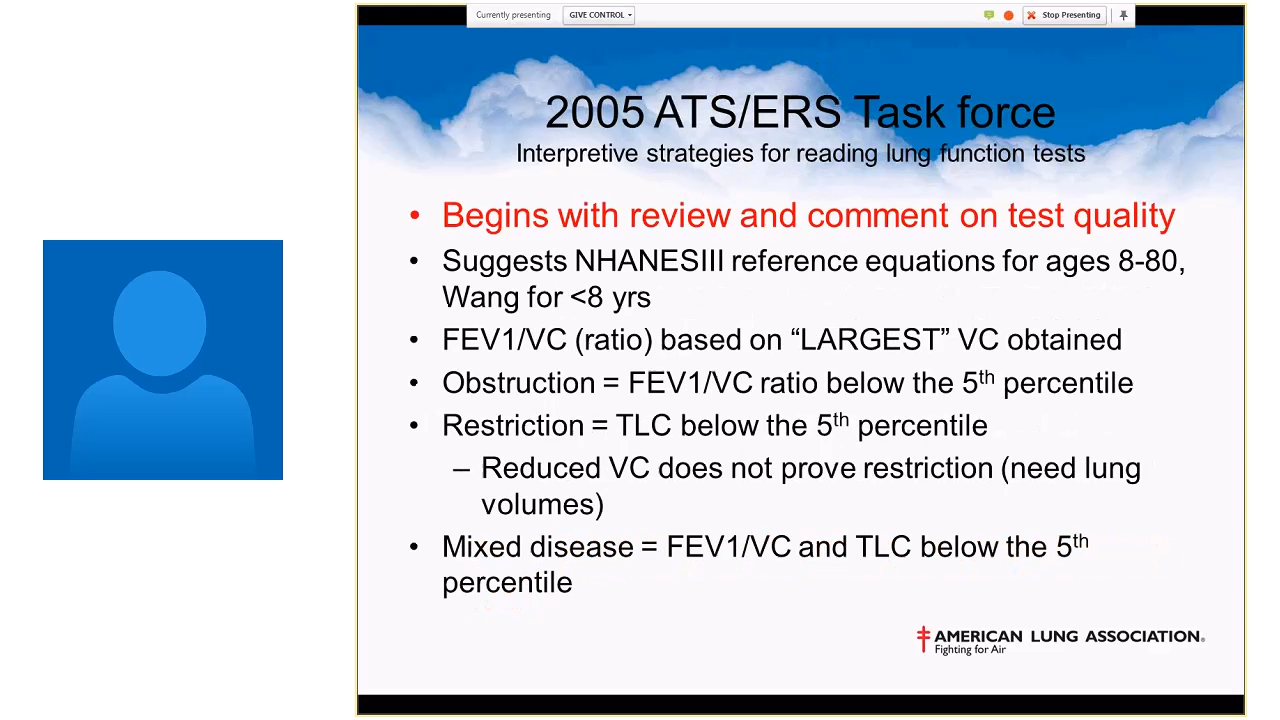 Currently presenting GIVE CONTROL Stop Presenting
2005 ATS/ERS Task force
Interpretive strategies for reading lung function tests
• Begins with review and comment on test quality
• Suggests NHANESIII reference equations for ages 8-80,
Wang for <8 yrs
• FEV1/VC (ratio) based on “LARGEST” VC obtained
• Obstruction = FEV1/VC ratio below the 5th percentile
• Restriction = TLC below the 5th percentile
– Reduced VC does not prove restriction (need lung
volumes)
• Mixed disease = FEV1/VC and TLC below the 5th
percentile
AMERICAN LUNG ASSOCIATION®
Fighting for Air